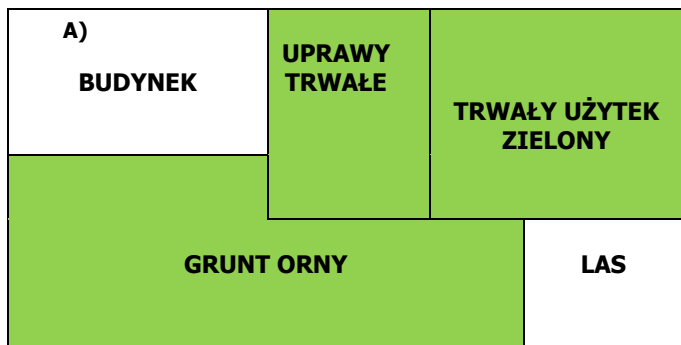 A)
BUDYNEK
UPRAWY
TRWAŁE
TRWAŁY UŻYTEK
ZIELONY
GRUNT ORNY
LAS